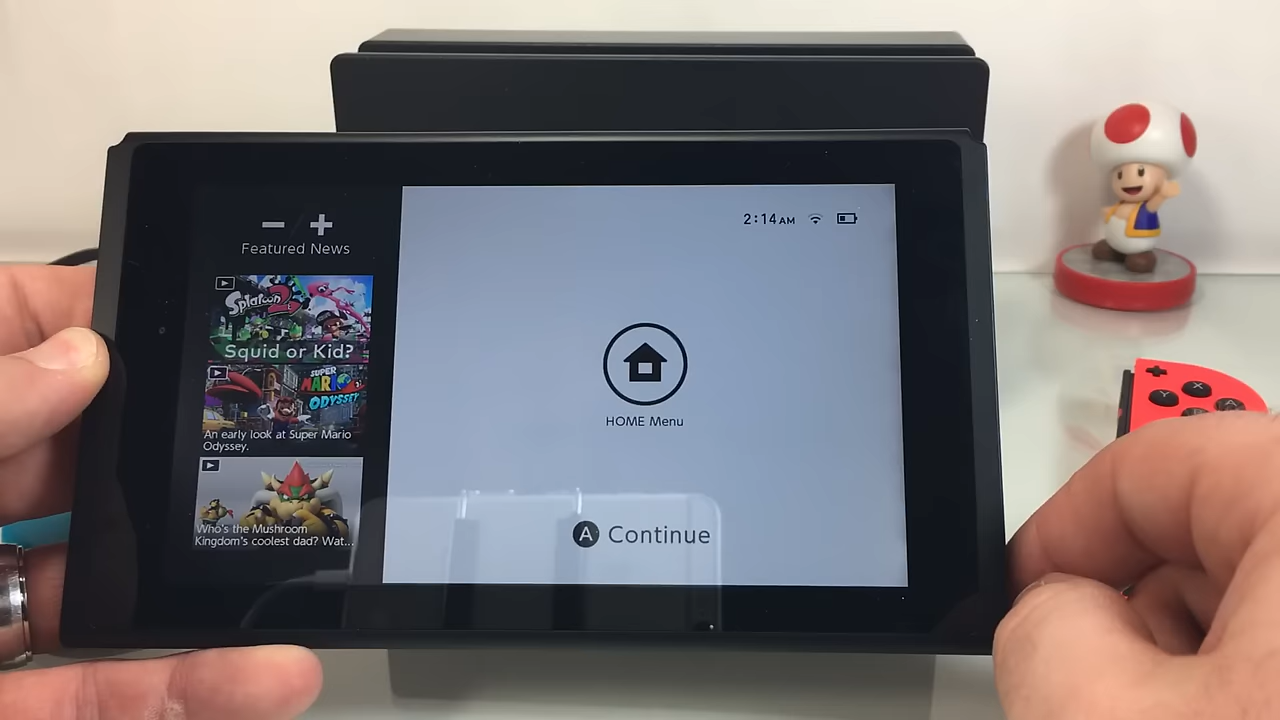 2:14 AM
Featured News
Splatoon 2
Squid or Kid?
SUPER
MARIO
ODYSSEY
An early look at Super Mario
Odyssey.
Who's the Mushroom
Kingdom's coolest dad? Wat...
HOME Menu
A Continue
X
Y
A